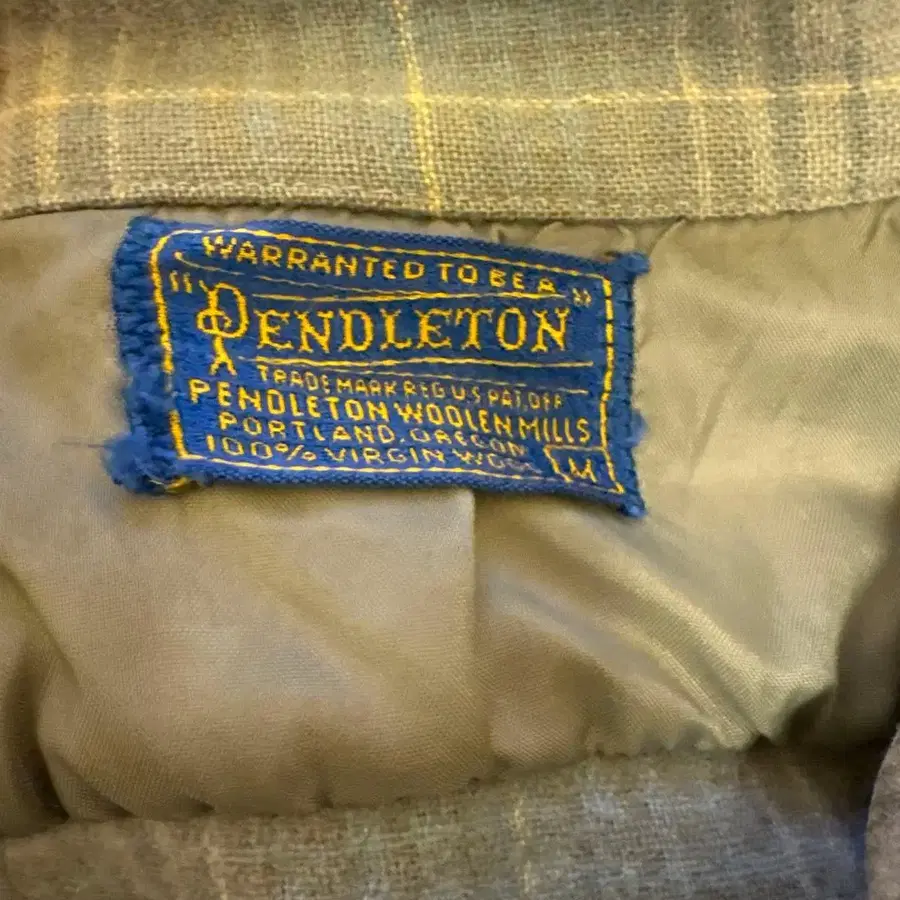 WARRANTED TO BE A
"PENDLETON"
TRADE MARK REG U.S. PAT. OFF
PENDLETON WOOLEN MILLS
PORTLAND, OREGON
100% VIRGIN WOOL M